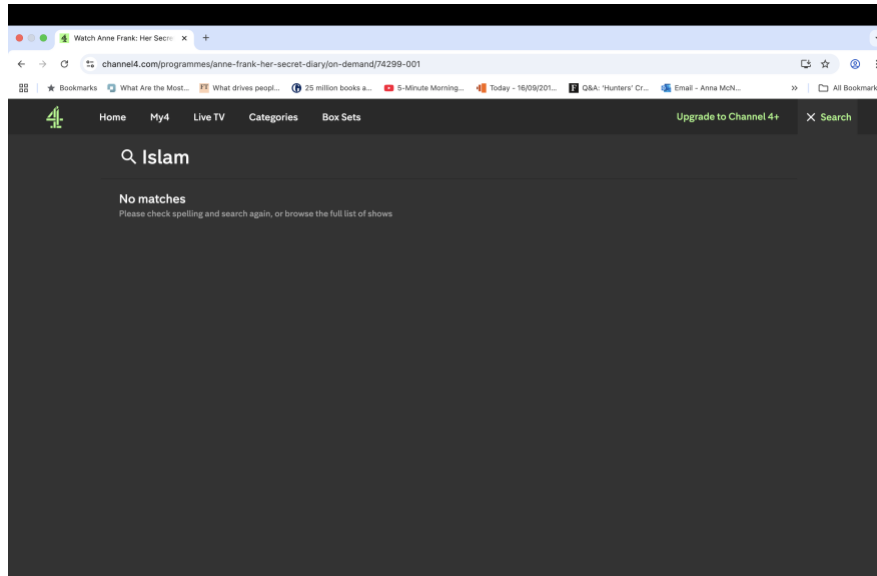 Watch Anne Frank: Her Secre
channel4.com/programmes/anne-frank-her-secret-diary/on-demand/74299-001
Bookmarks What Are the Most... FT What drives peopl... 25 million books a... 5-Minute Morning... Today - 16/09/201... F Q&A: 'Hunters' Cr... Email - Anna McN... » All Bookmark
4 Home My4 Live TV Categories Box Sets Upgrade to Channel 4+ Search
Islam
No matches
Please check spelling and search again, or browse the full list of shows